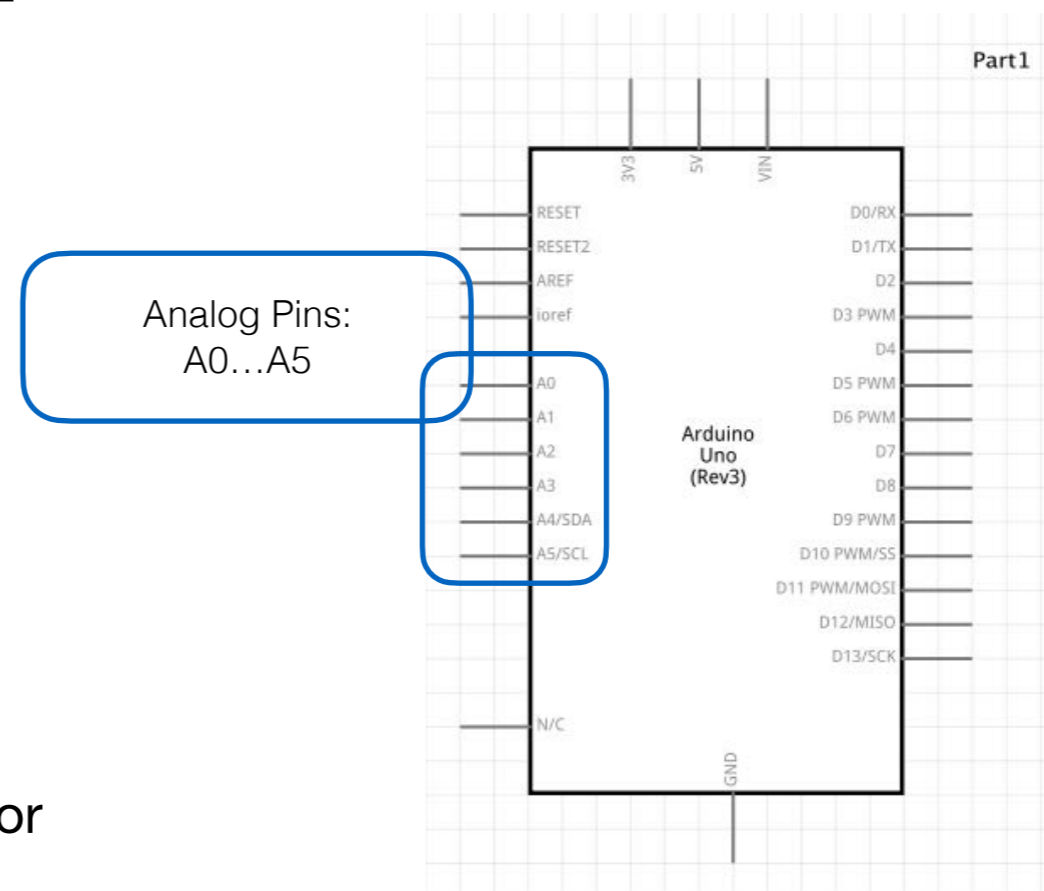 Part1
3V3
5V
VIN
RESET
RESET2
AREF
ioref
A0
A1
A2
A3
A4/SDA
A5/SCL
N/C
Analog Pins:
A0...A5
Arduino
Uno
(Rev3)
D0/RX
D1/TX
D2
D3 PWM
D4
D5 PWM
D6 PWM
D7
D8
D9 PWM
D10 PWM/SS
D11 PWM/MOSI
D12/MISO
D13/SCK
GND
or